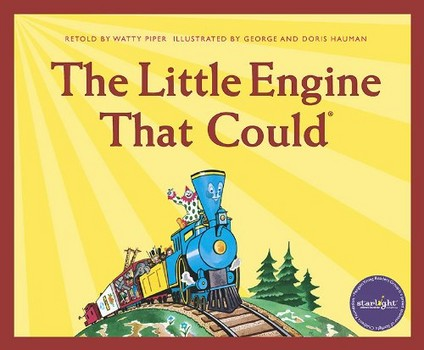 RETOLD BY WATTY PIPER ILLUSTRATED BY GEORGE AND DORIS HAUMAN
The Little Engine
That Could®
starlight